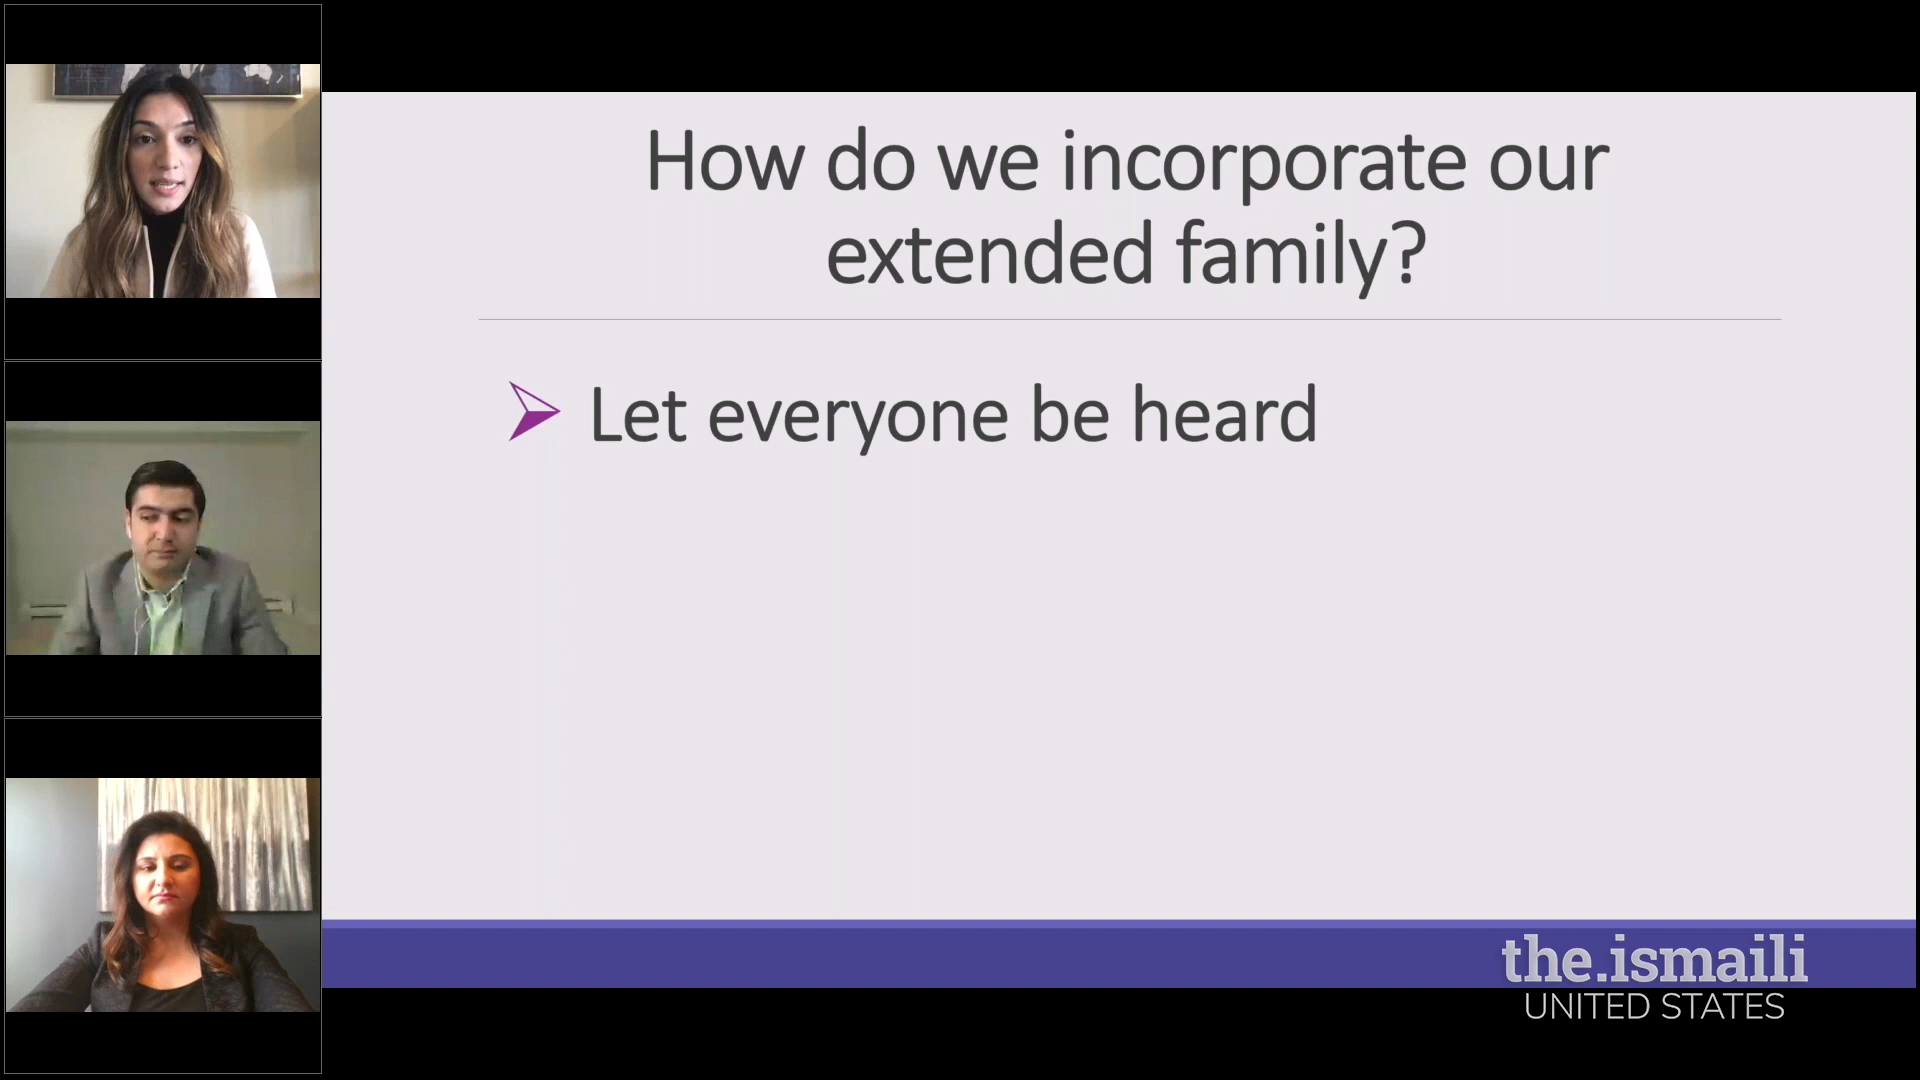 How do we incorporate our
extended family?
Let everyone be heard
the.ismaili
UNITED STATES